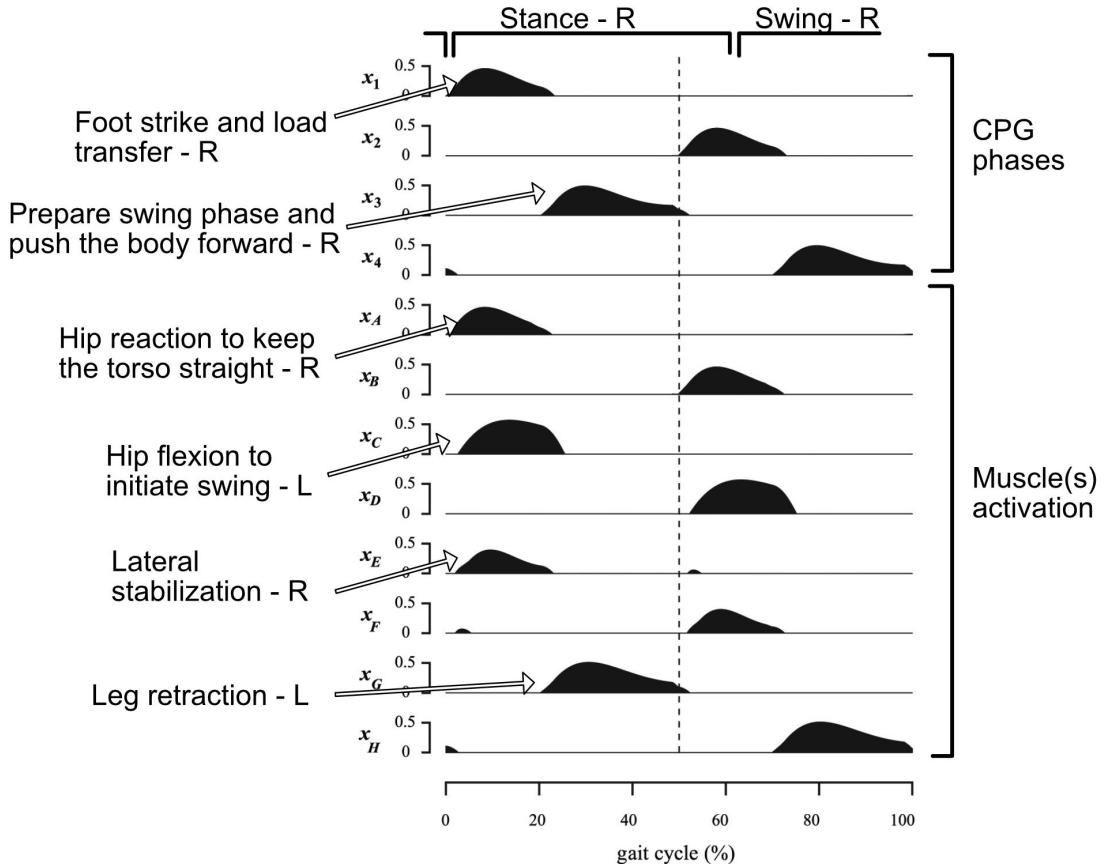 Stance - R
Swing - R
x1 0.5 0
Foot strike and load
transfer - R
x2 0.5 0
x3 0.5 0
Prepare swing phase and
push the body forward - R
x4 0.5 0
CPG
phases
xA 0.5 0
Hip reaction to keep
the torso straight - R
xB 0.5 0
xC 0.5 0
Hip flexion to
initiate swing - L
xD 0.5 0
Muscle(s)
activation
xE 0.5 0
Lateral
stabilization - R
xF 0.5 0
xG 0.5 0
Leg retraction - L
xH 0.5 0
0 20 40 60 80 100
gait cycle (%)